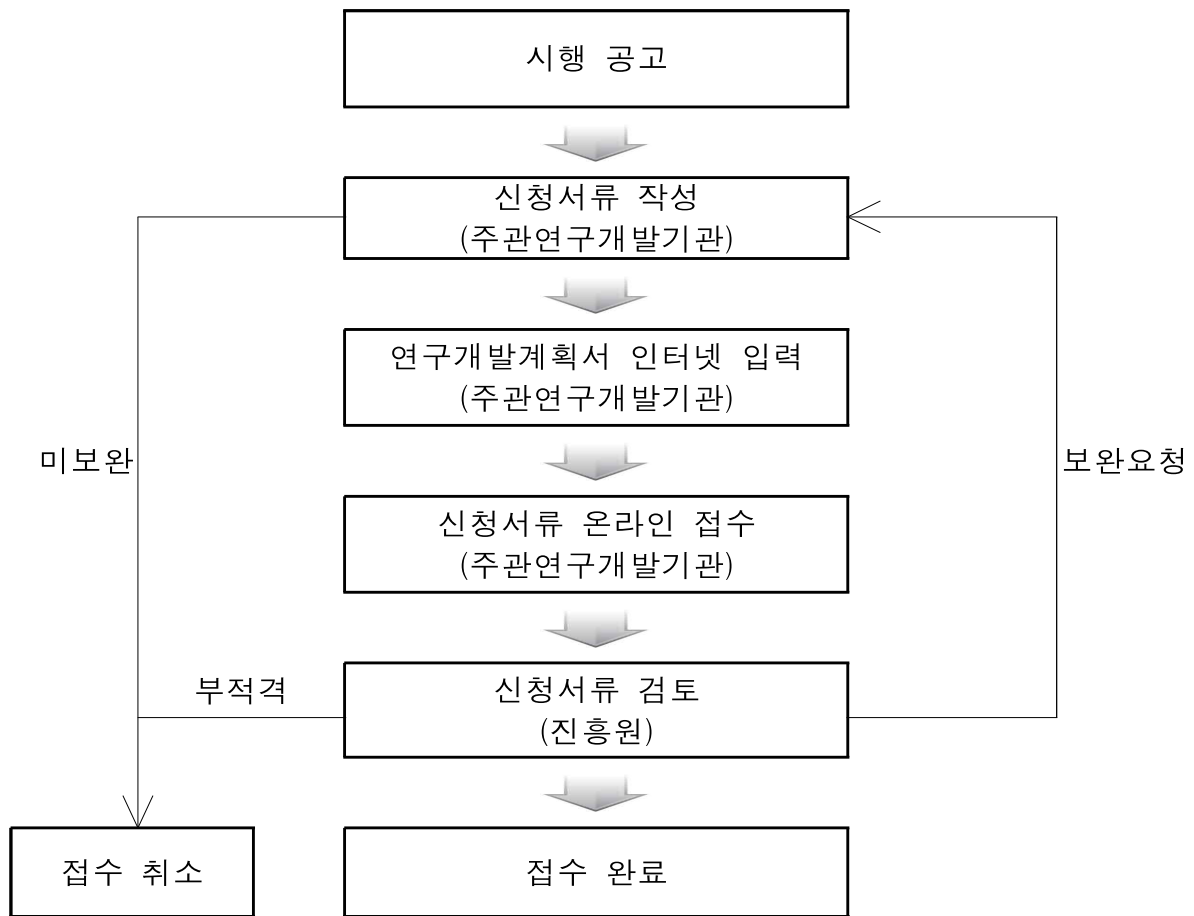 시행 공고
신청서류 작성
(주관연구개발기관)
연구개발계획서 인터넷 입력
(주관연구개발기관)
미보완
보완요청
신청서류 온라인 접수
(주관연구개발기관)
부적격
신청서류 검토
(진흥원)
접수 취소
접수 완료